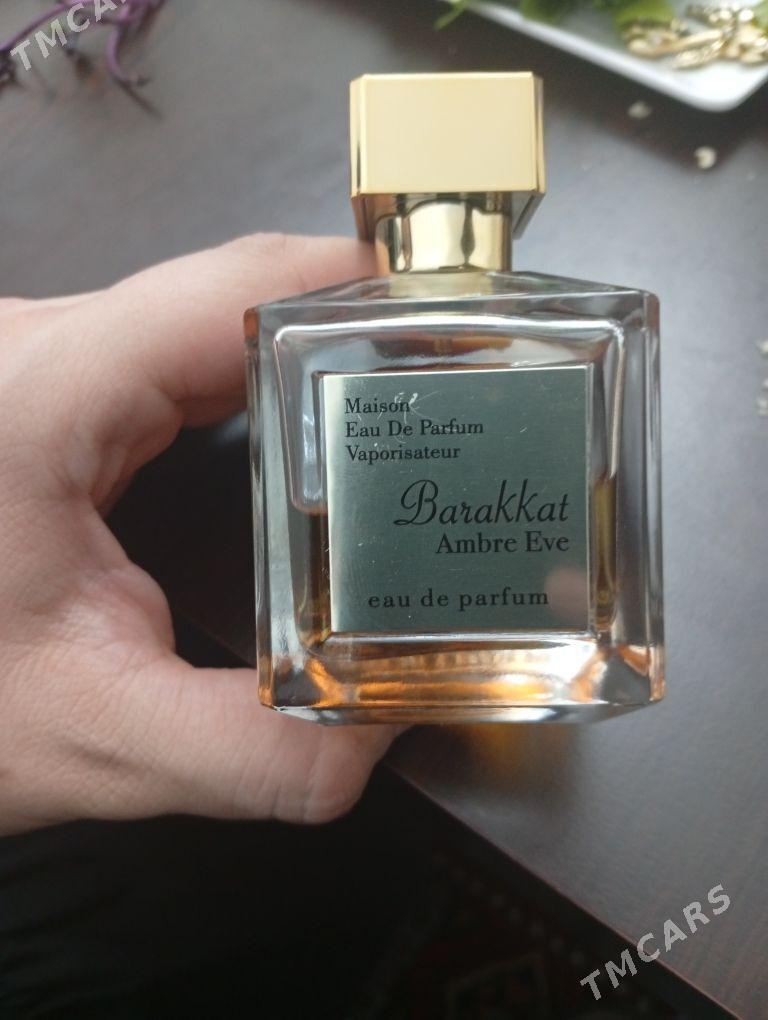 TMCARS
Maison
Eau De Parfum
Vaporisateur
Barakkat
Ambre Eve
eau de parfum
TMCARS